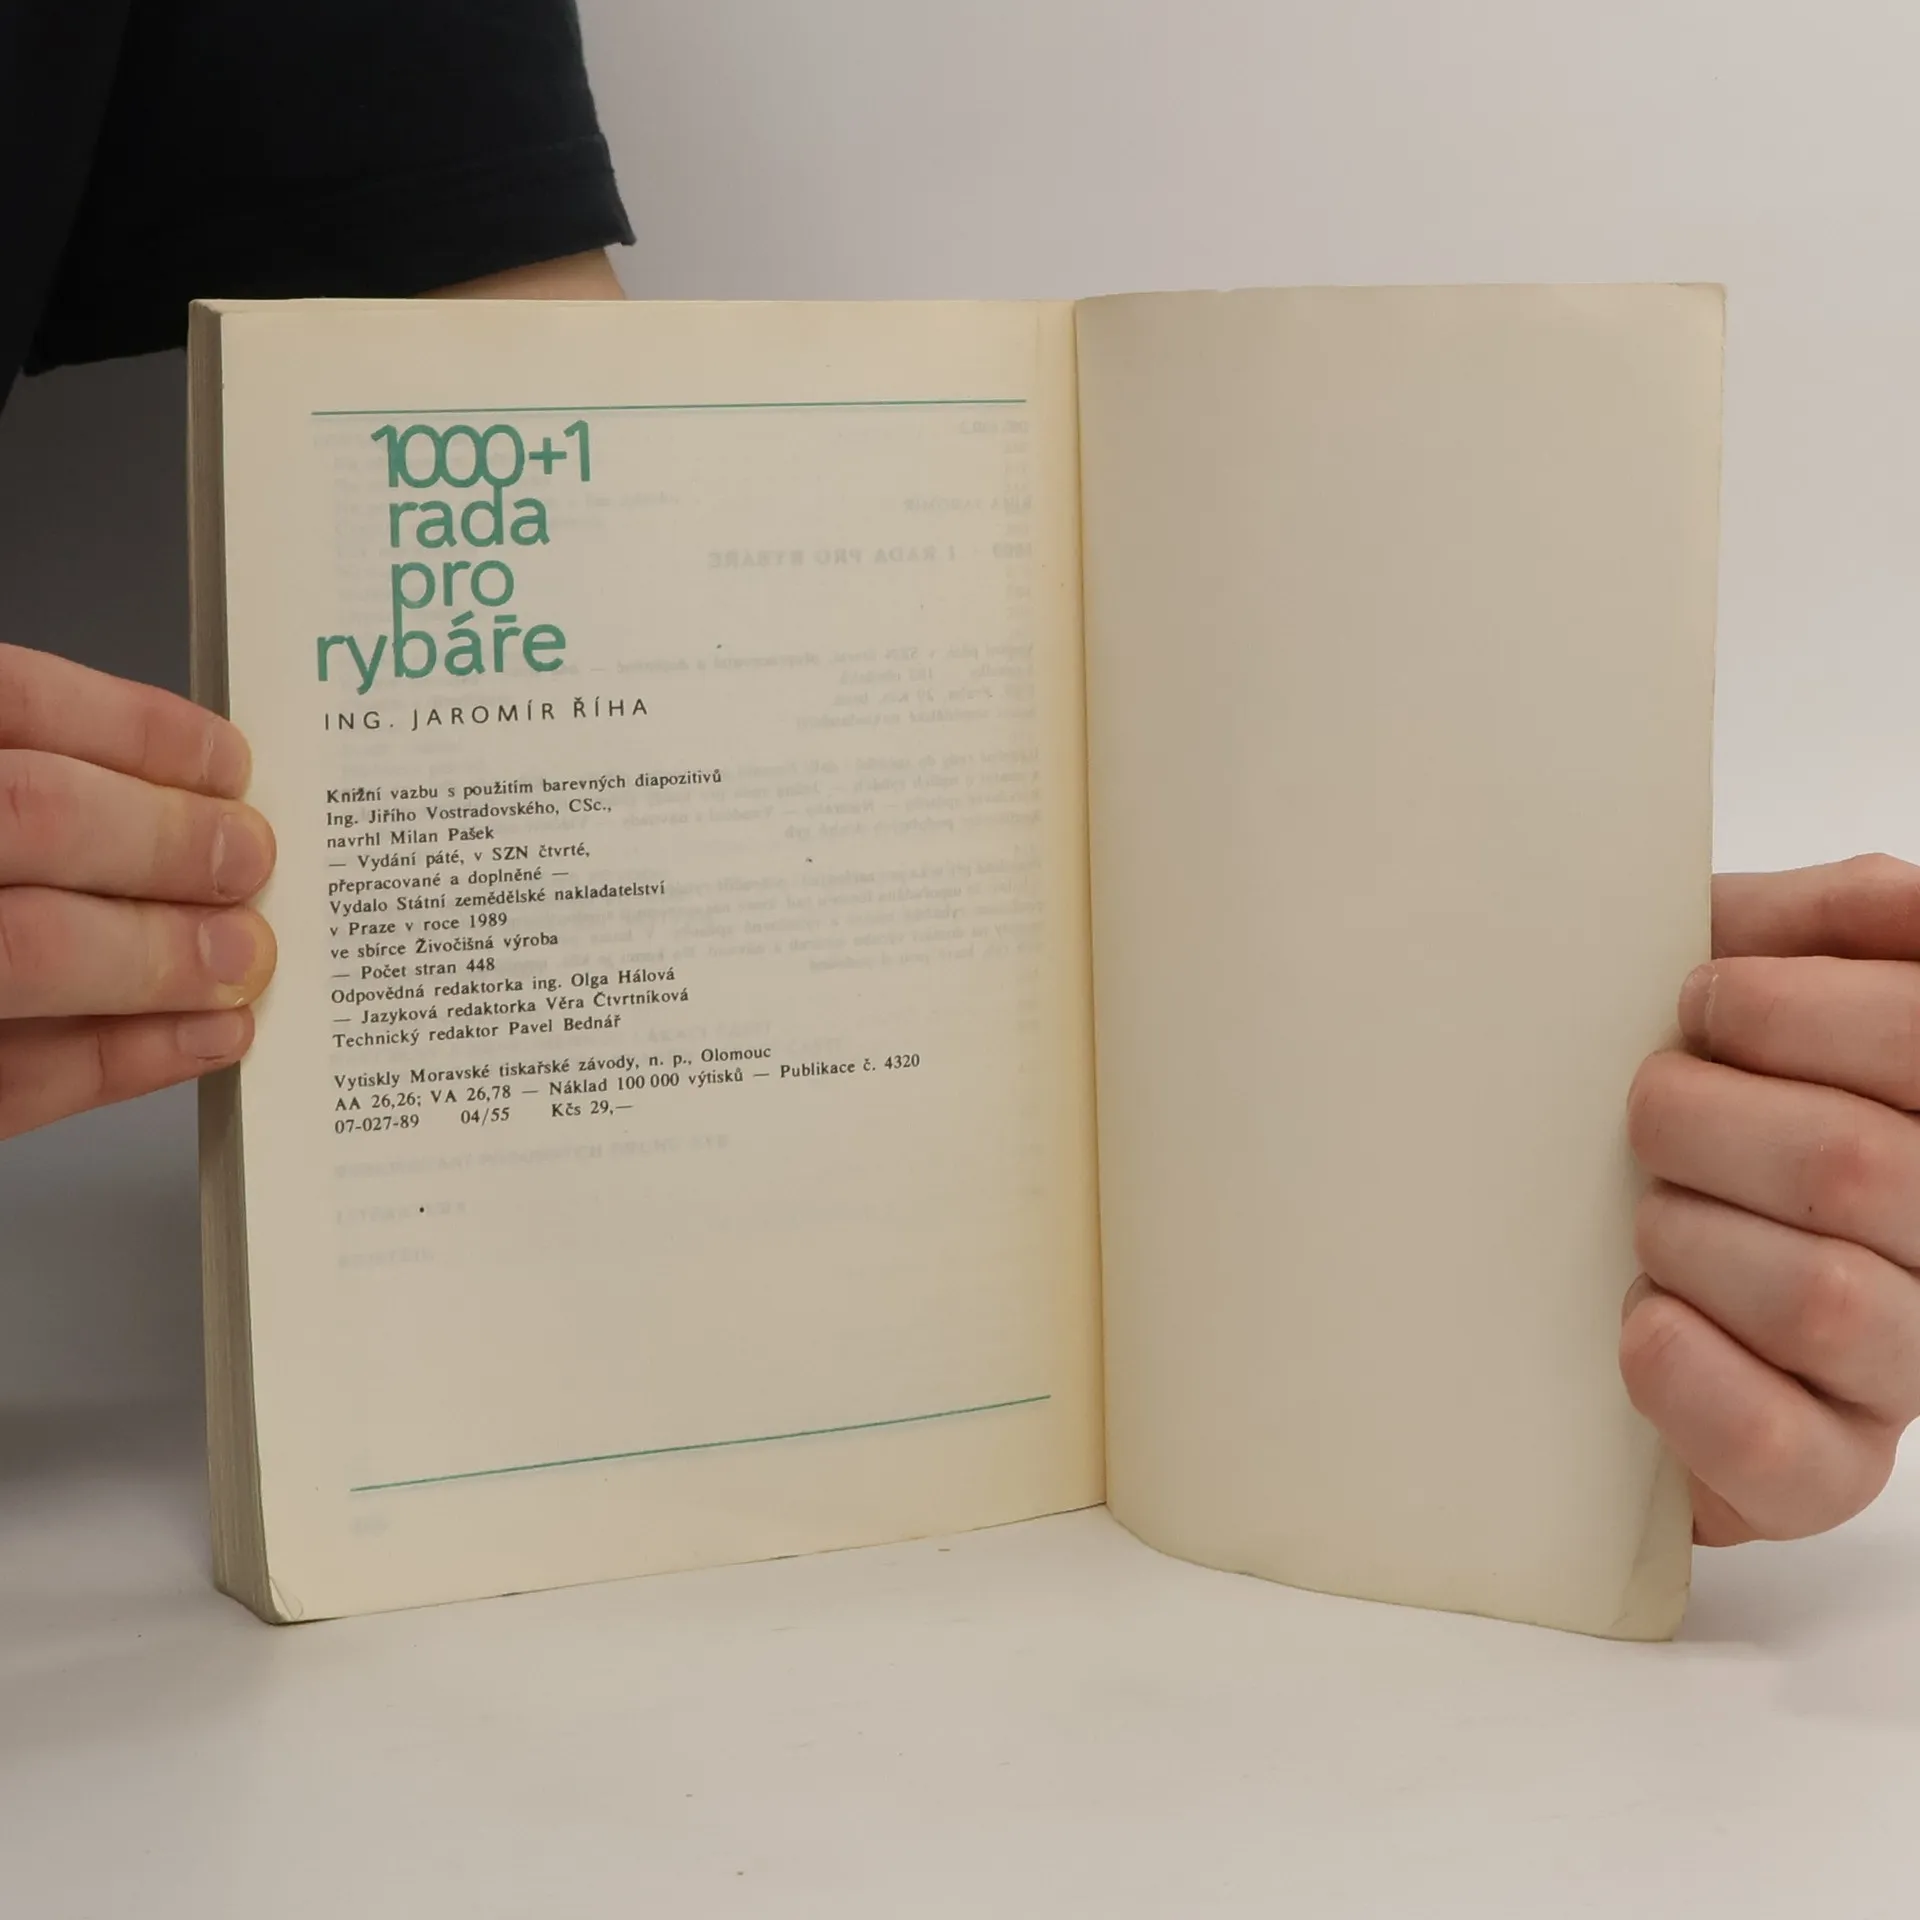 1000+1
rada
pro
rybáře
ING. JAROMÍR ŘÍHA
Knižní vazbu s použitím barevných diapozitivů
Ing. Jiřího Vostradovského, CSc.,
navrhl Milan Pašek
— Vydání páté, v SZN čtvrté,
přepracované a doplněné —
Vydalo Státní zemědělské nakladatelství
v Praze v roce 1989
ve sbírce Živočišná výroba
— Počet stran 448
Odpovědná redaktorka ing. Olga Hálová
— Jazyková redaktorka Věra Čtvrtníková
Technický redaktor Pavel Bednář
Vytiskly Moravské tiskařské závody, n. p., Olomouc
AA 26,26; VA 26,78 — Náklad 100 000 výtisků — Publikace č. 4320
07-027-89 04/55 Kčs 29,—